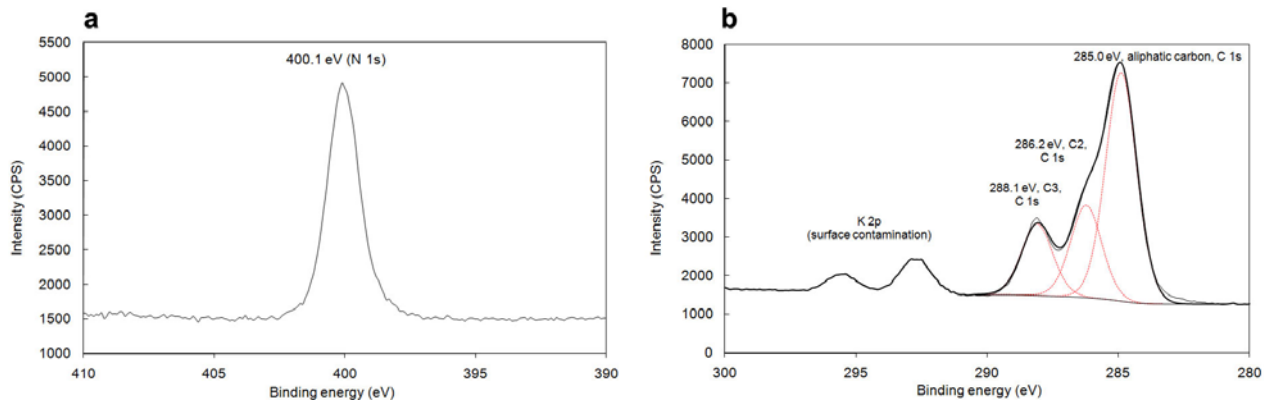 a
5500
5000
4500
4000
3500
3000
2500
2000
1500
1000
Intensity (CPS)
400.1 eV (N 1s)
410
405
400
395
390
Binding energy (eV)
b
8000
7000
6000
5000
4000
3000
2000
1000
0
Intensity (CPS)
285.0 eV, aliphatic carbon, C 1s
286.2 eV, C2,
C 1s
288.1 eV, C3,
C 1s
K 2p
(surface contamination)
300
295
290
285
280
Binding energy (eV)